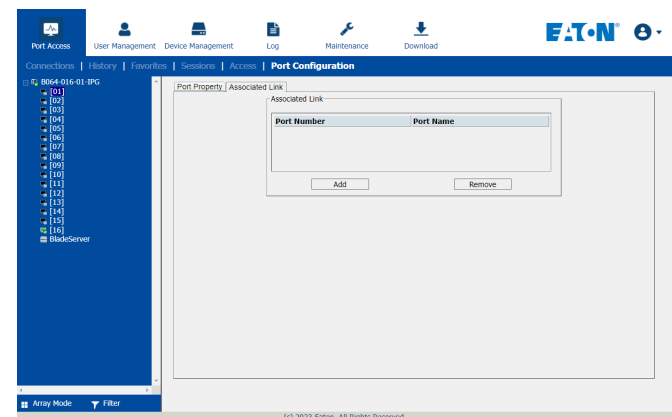 EATON®
Port Access User Management Device Management Log Maintenance Download
Connections | History | Favorites | Sessions | Access | Port Configuration
B064-016-01-IPG
[01]
[02]
[03]
[04]
[05]
[06]
[07]
[08]
[09]
[10]
[11]
[12]
[13]
[14]
[15]
[16]
BladeServer
Port Property Associated Link
Associated Link
Port Number Port Name
Add Remove
Array Mode Filter
(c) 2023 Eaton. All Rights Reserved.